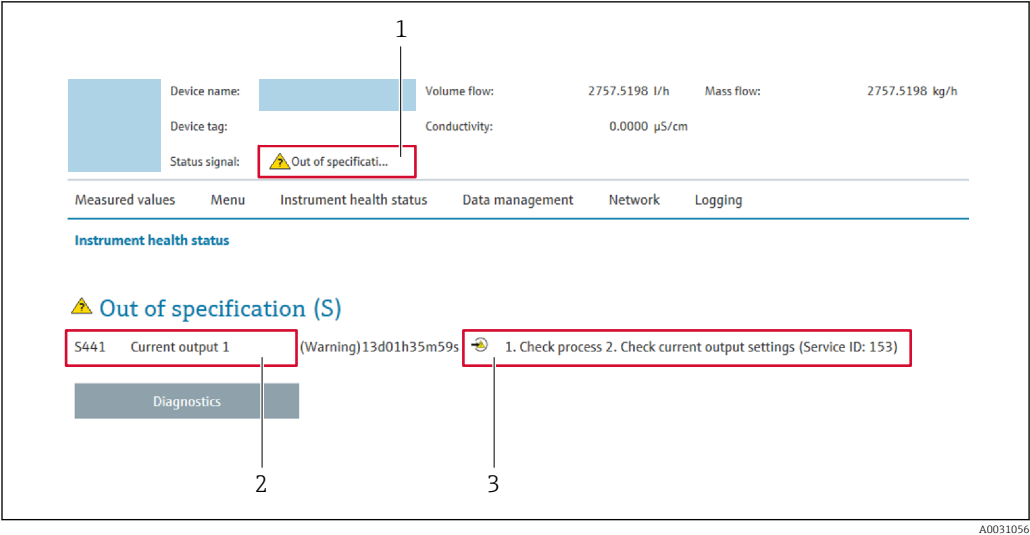 1
Device name:
Volume flow: 2757.5198 l/h
Mass flow: 2757.5198 kg/h
Device tag:
Conductivity: 0.0000 µS/cm
Status signal: Out of specificati...
Measured values Menu Instrument health status Data management Network Logging
Instrument health status
Out of specification (S)
S441 Current output 1 (Warning)13d01h35m59s 1. Check process 2. Check current output settings (Service ID: 153)
Diagnostics
2
3
A0031056